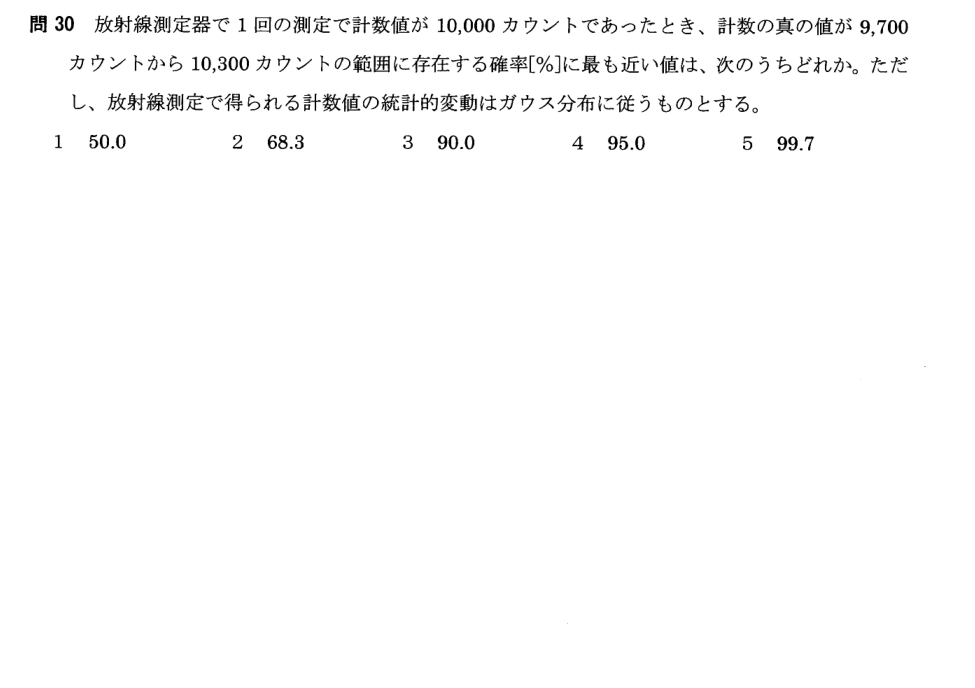 問 30 放射線測定器で 1 回の測定で計数値が 10,000 カウントであったとき、計数の真の値が 9,700
カウントから 10,300 カウントの範囲に存在する確率[%]に最も近い値は、次のうちどれか。ただ
し、放射線測定で得られる計数値の統計的変動はガウス分布に従うものとする。
1 50.0 2 68.3 3 90.0 4 95.0 5 99.7